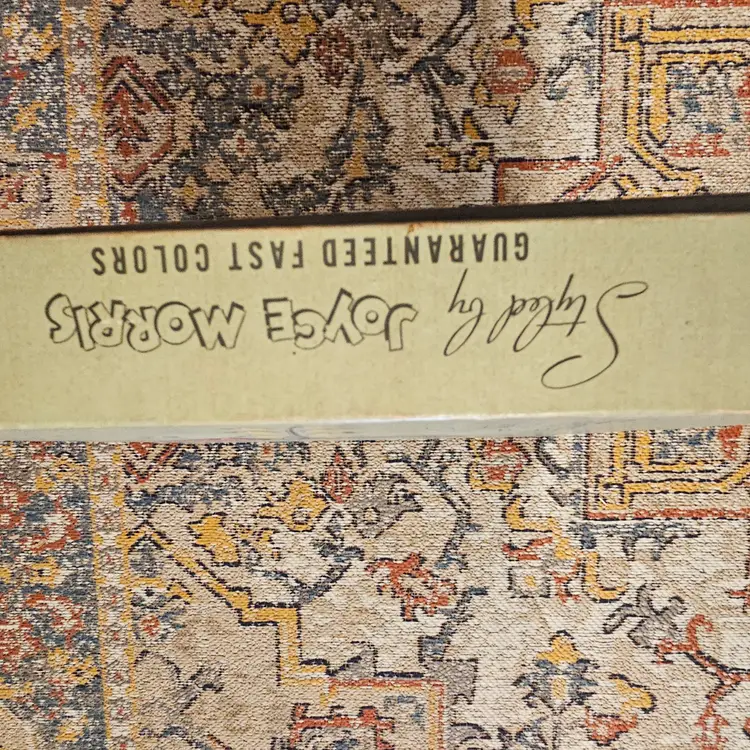 Styled by JOYCE MORRIS
GUARANTEED FAST COLORS